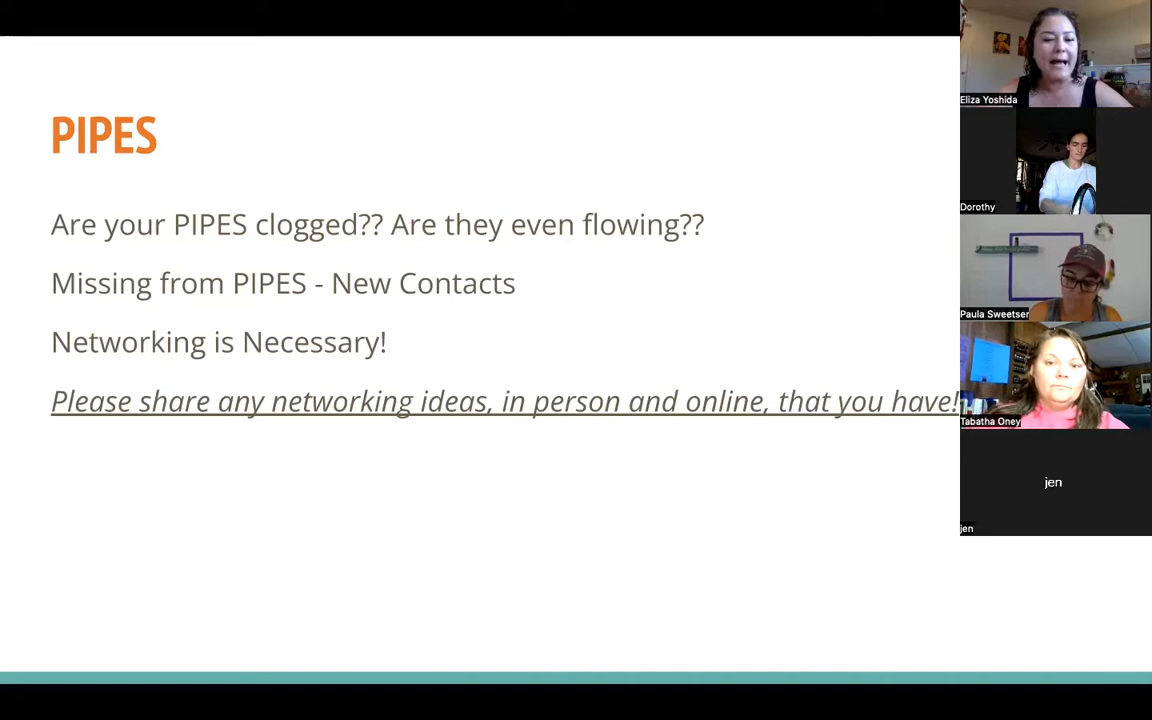 PIPES
Are your PIPES clogged?? Are they even flowing??
Missing from PIPES - New Contacts
Networking is Necessary!
Please share any networking ideas, in person and online, that you have!
Eliza Yoshida
Dorothy
Paula Sweetser
Tabatha Oney
jen
jen